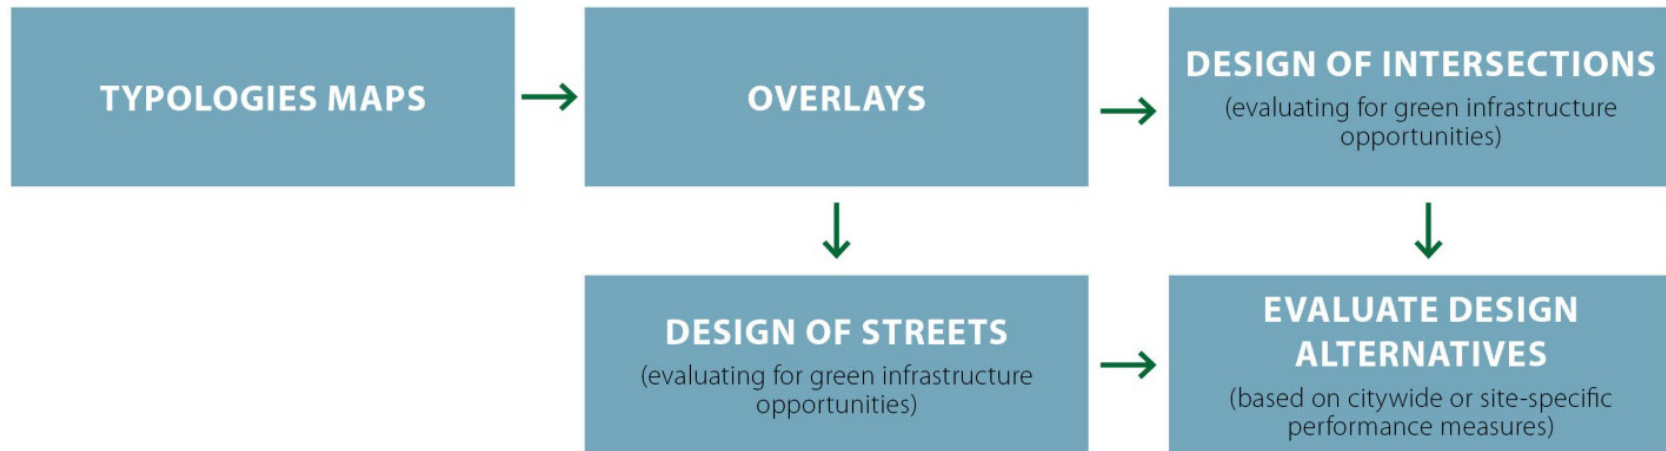 TYPOLOGIES MAPS
OVERLAYS
DESIGN OF INTERSECTIONS
(evaluating for green infrastructure
opportunities)
DESIGN OF STREETS
(evaluating for green infrastructure
opportunities)
EVALUATE DESIGN
ALTERNATIVES
(based on citywide or site-specific
performance measures)